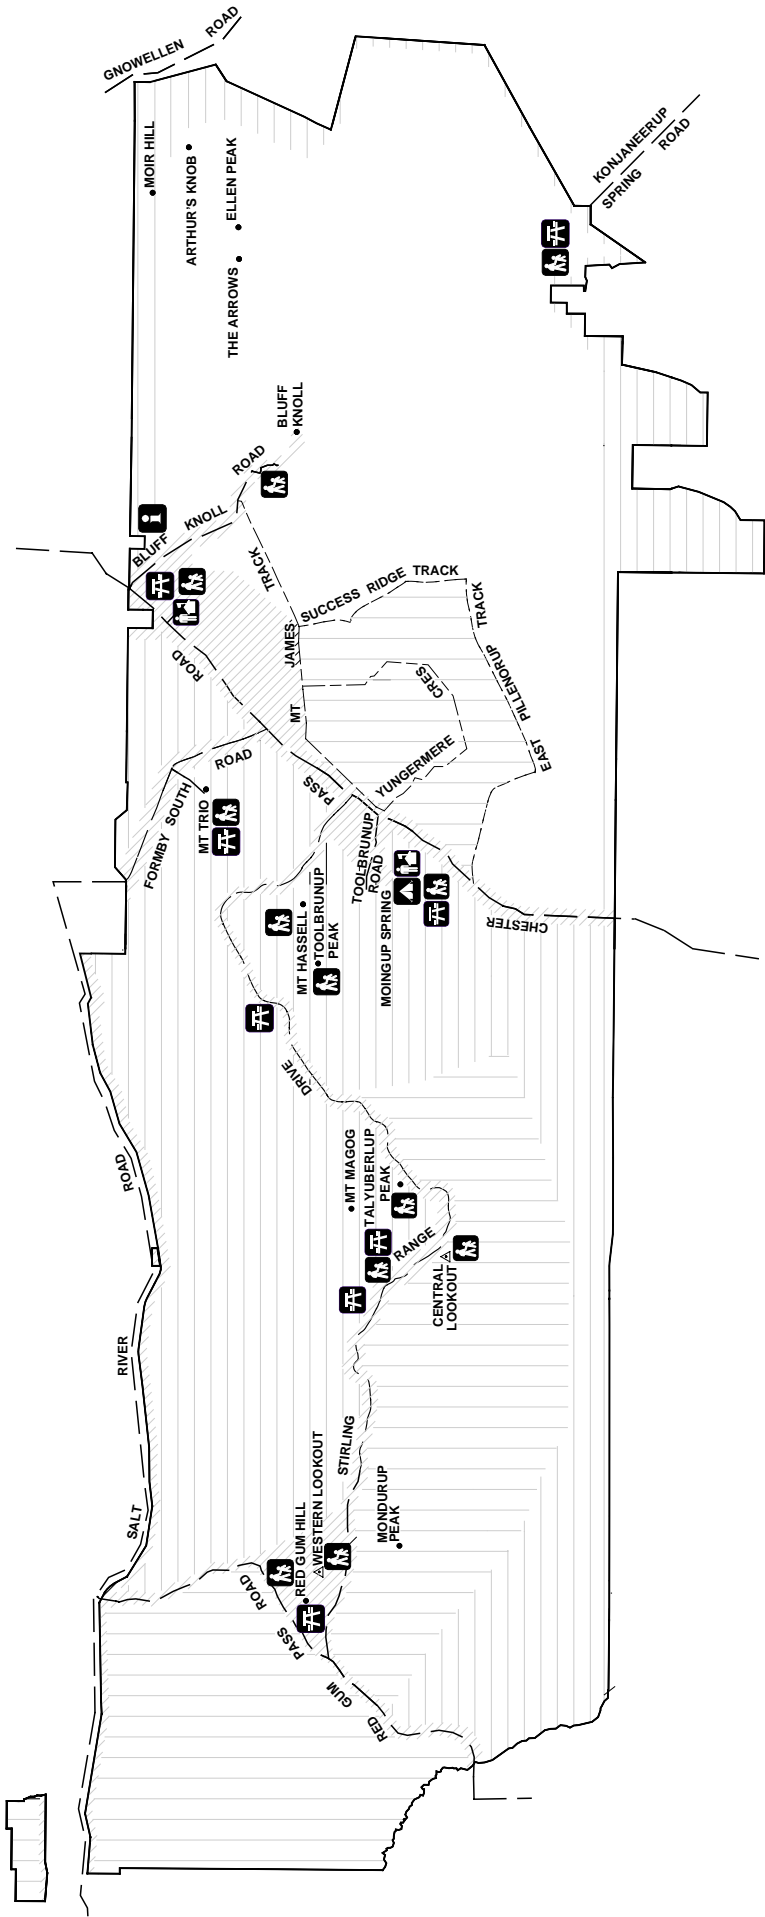 GNOWELLEN ROAD
MOIR HILL
ARTHUR'S KNOB
ELLEN PEAK
THE ARROWS
KONJANEERUP
SPRING ROAD
BLUFF
KNOLL
BLUFF KNOLL ROAD
i
TRACK
SUCCESS RIDGE TRACK
JAMES
MT
TRACK
PILLENORUP
EAST
CRES
YUNGERMERE
ROAD
PASS
CHESTER
FORMBY SOUTH ROAD
MT TRIO
TOOLBRUNUP
ROAD
MT HASSELL
TOOLBRUNUP
PEAK
MOINGUP SPRING
DRIVE
MT MAGOG
TALYUBERLUP
PEAK
RANGE
CENTRAL
LOOKOUT
STIRLING
SALT RIVER ROAD
WESTERN LOOKOUT
RED GUM HILL
MONDURUP
PEAK
RED GUM PASS ROAD